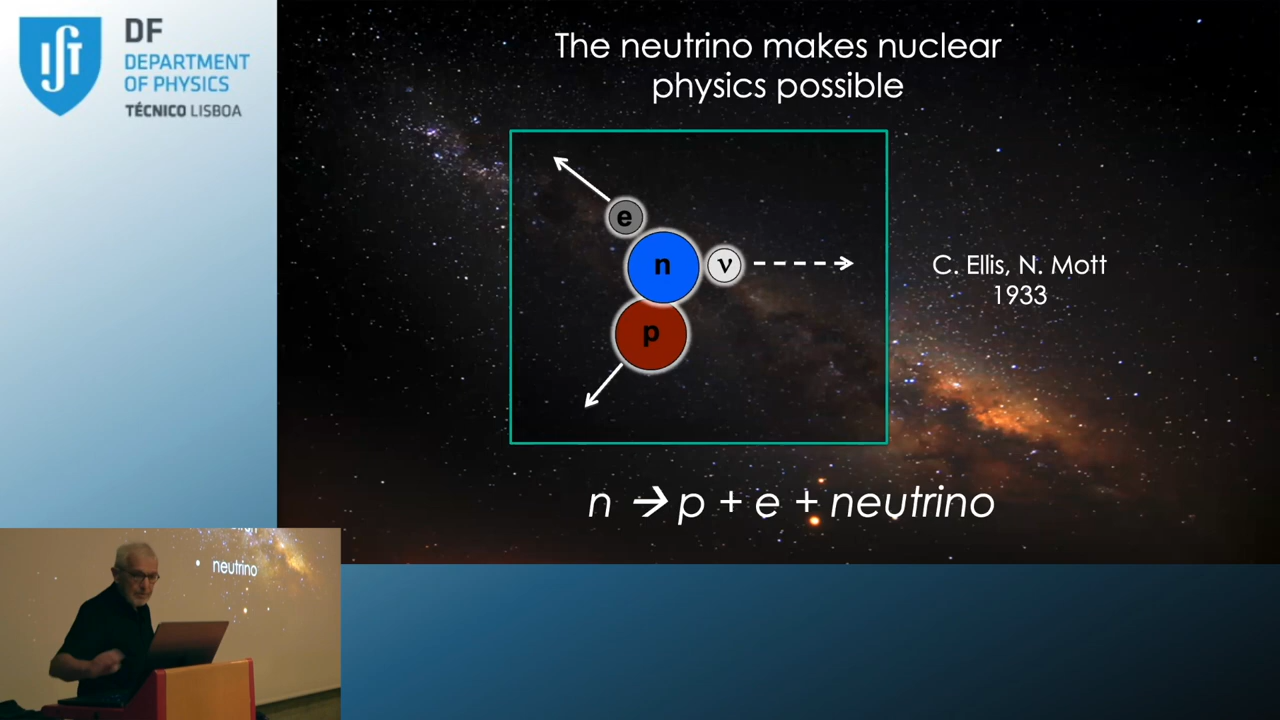 DF
DEPARTMENT
OF PHYSICS
TÉCNICO LISBOA
The neutrino makes nuclear
physics possible
e
n
ν
p
C. Ellis, N. Mott
1933
n → p + e + neutrino
• neutrino